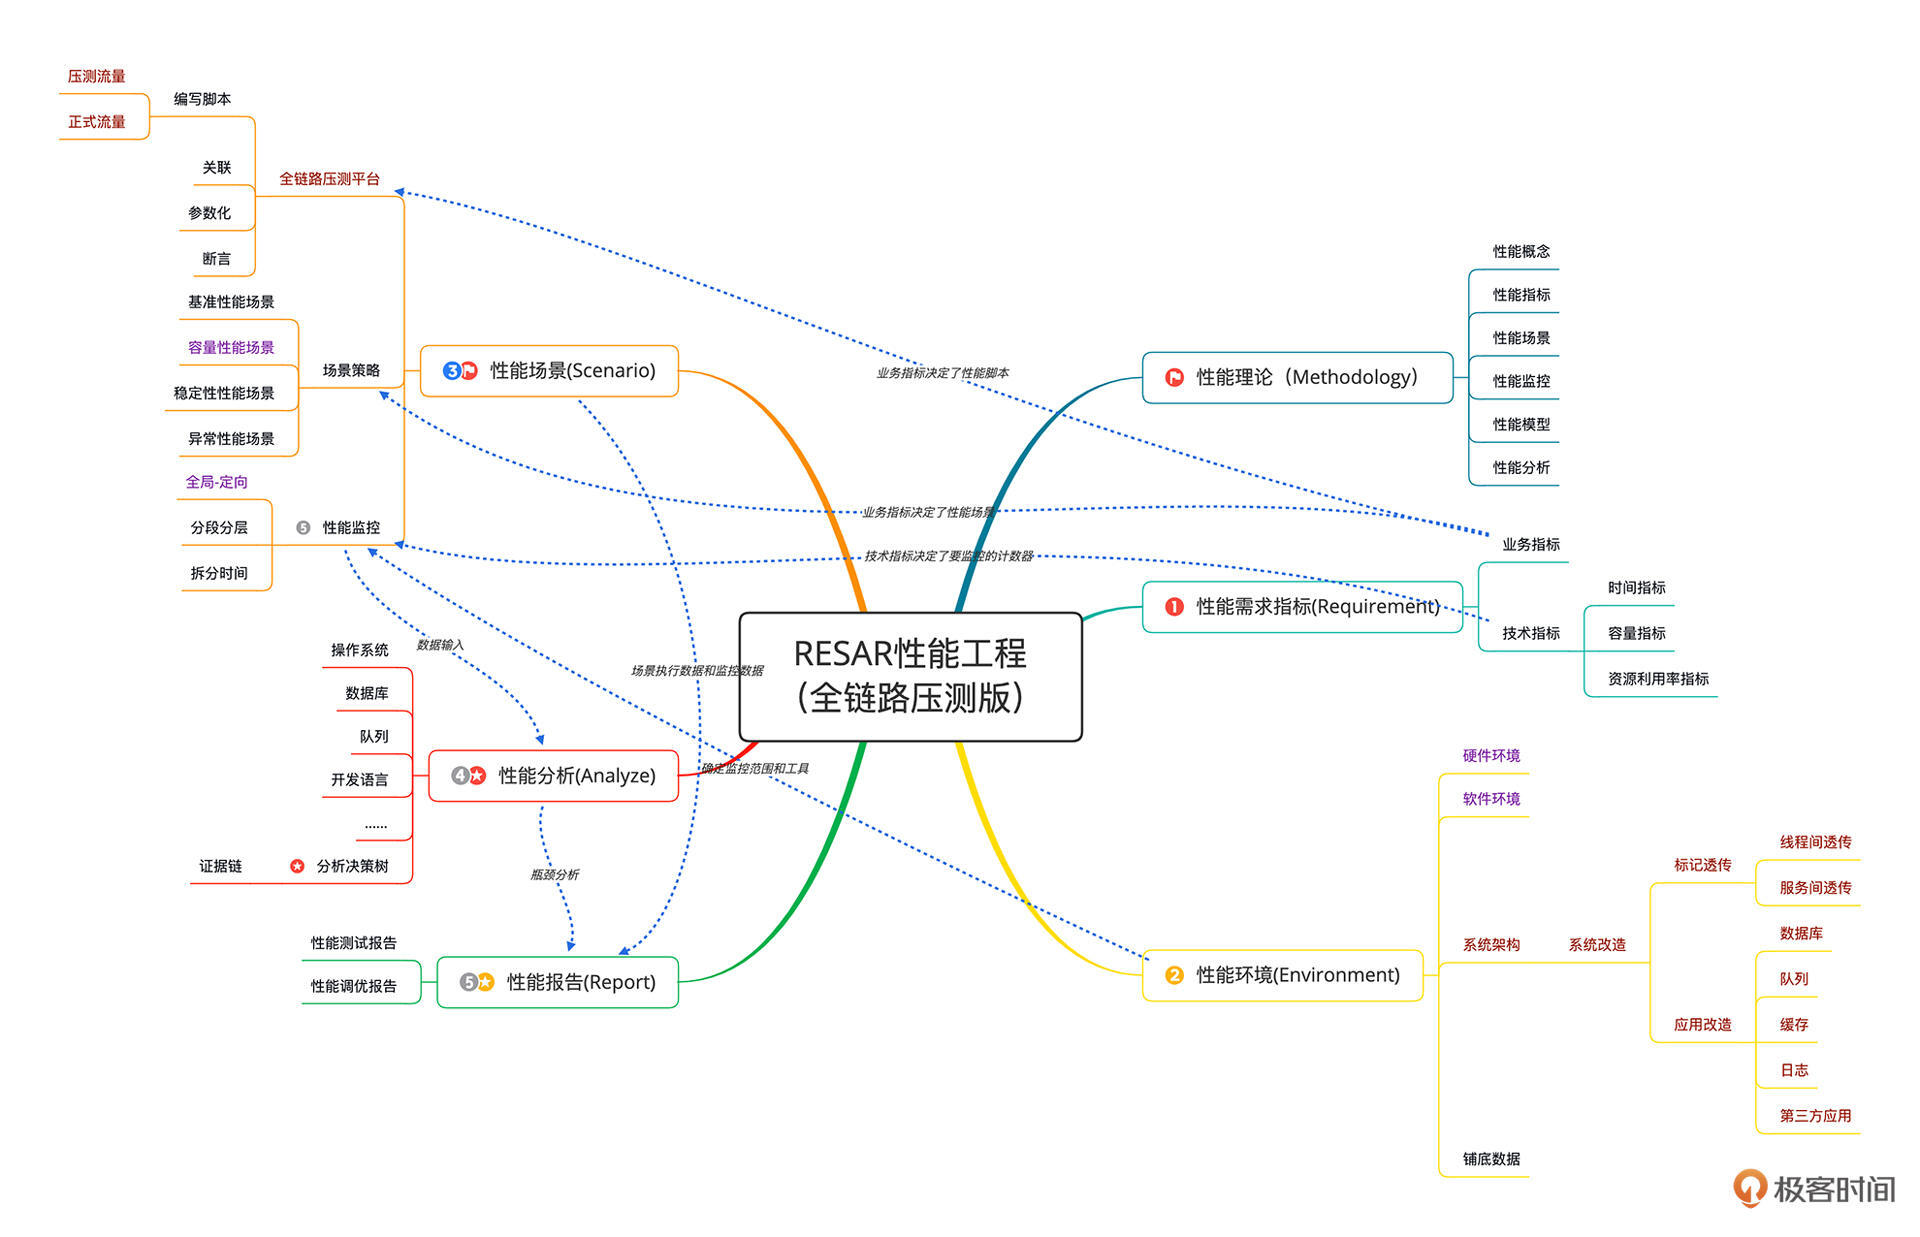 RESAR性能工程
（全链路压测版）
性能理论（Methodology）
性能概念
性能指标
性能场景
性能监控
性能模型
性能分析
1 性能需求指标(Requirement)
业务指标
技术指标
时间指标
容量指标
资源利用率指标
2 性能环境(Environment)
硬件环境
软件环境
系统架构
系统改造
标记透传
线程间透传
服务间透传
应用改造
数据库
队列
缓存
日志
第三方应用
铺底数据
3 性能场景(Scenario)
全链路压测平台
编写脚本
压测流量
正式流量
关联
参数化
断言
场景策略
基准性能场景
容量性能场景
稳定性性能场景
异常性能场景
5 性能监控
全局-定向
分段分层
拆分时间
4 性能分析(Analyze)
操作系统
数据库
队列
开发语言
......
分析决策树
证据链
5 性能报告(Report)
性能测试报告
性能调优报告
业务指标决定了性能脚本
业务指标决定了性能场景
技术指标决定了要监控的计数器
数据输入
场景执行数据和监控数据
确定监控范围和工具
瓶颈分析
极客时间